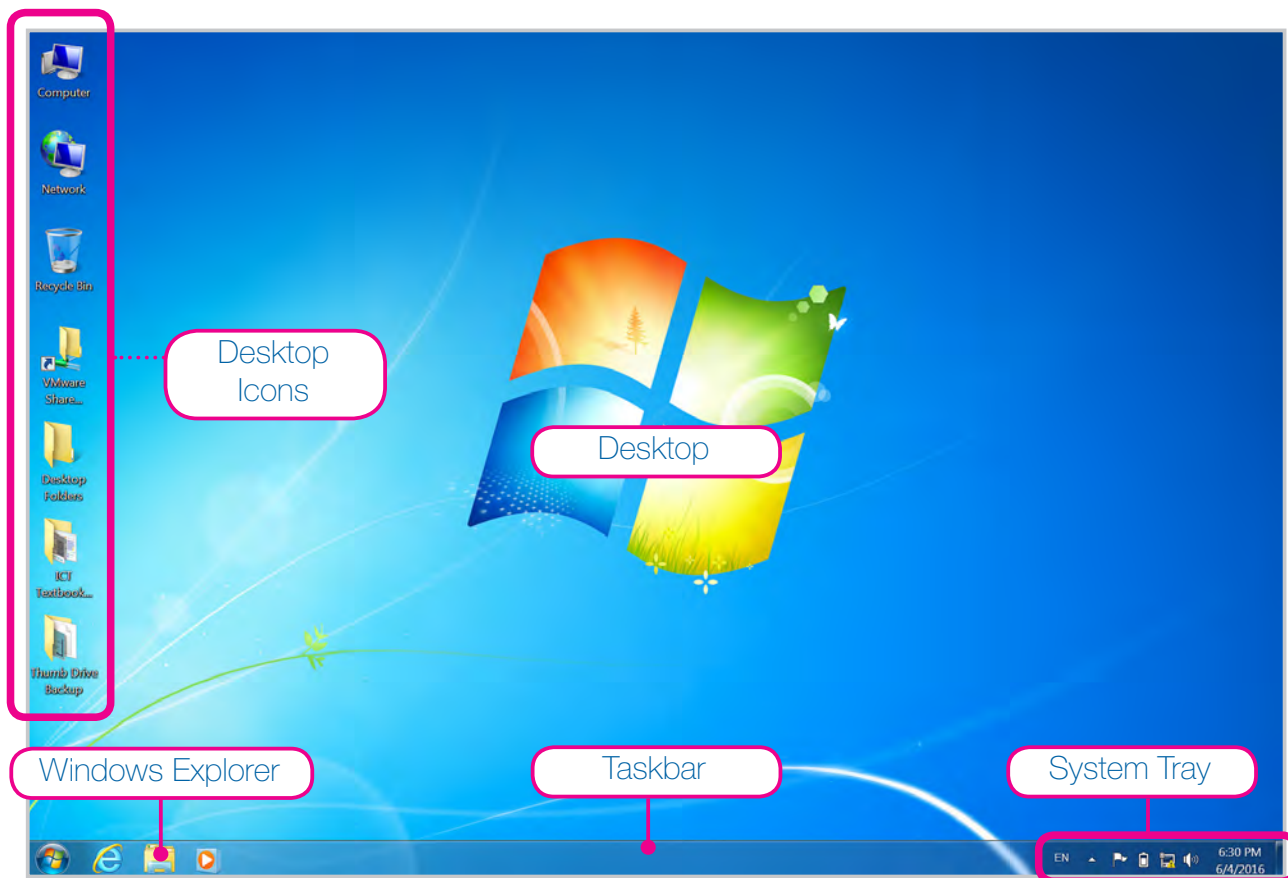 Computer
Network
Recycle Bin
VMware
Share...
Desktop
Folders
ICT
Textbook...
Thumb Drive
Backup
Desktop
Icons
Desktop
Windows Explorer
Taskbar
System Tray
EN
6:30 PM
6/4/2016